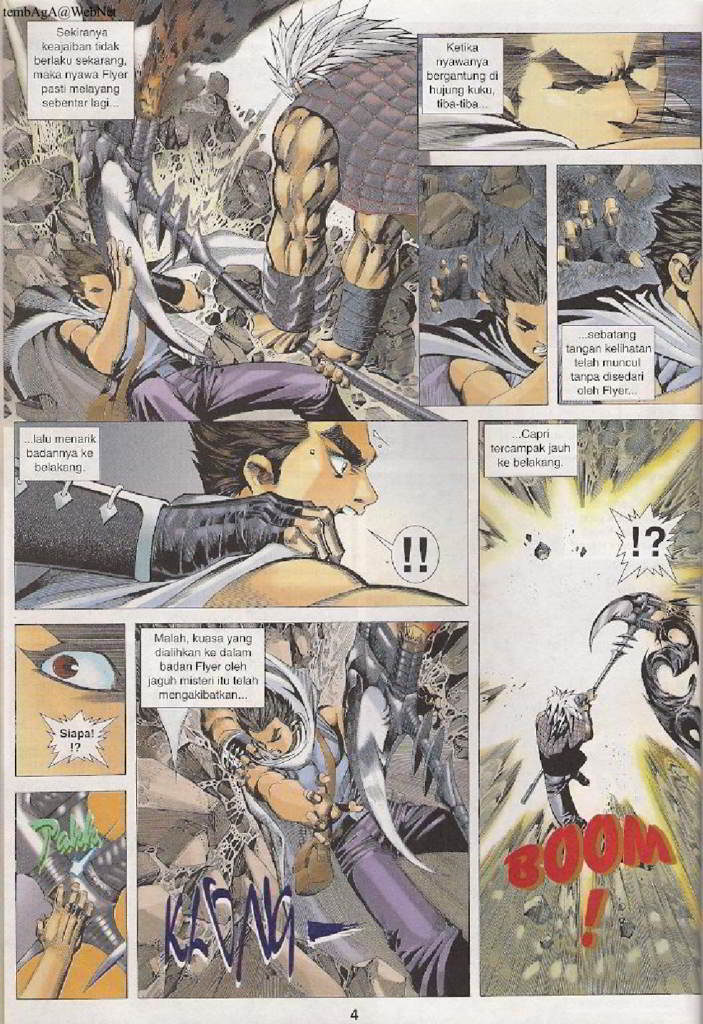 tembAgA@WebNet
Sekiranya
keajaiban tidak
berlaku sekarang,
maka nyawa Flyer
pasti melayang
sebentar lagi...
Ketika
nyawanya
bergantung di
hujung kuku,
tiba-tiba...
...sebatang
tangan kelihatan
telah muncul
tanpa disedari
oleh Flyer...
...lalu menarik
badannya ke
belakang.
!!
...Capri
tercampak jauh
ke belakang.
!?
Siapa!
!?
Malah, kuasa yang
dialihkan ke dalam
badan Flyer oleh
jaguh misteri itu telah
mengakibatkan...
Pakk
KLONG
BOOM
!
4